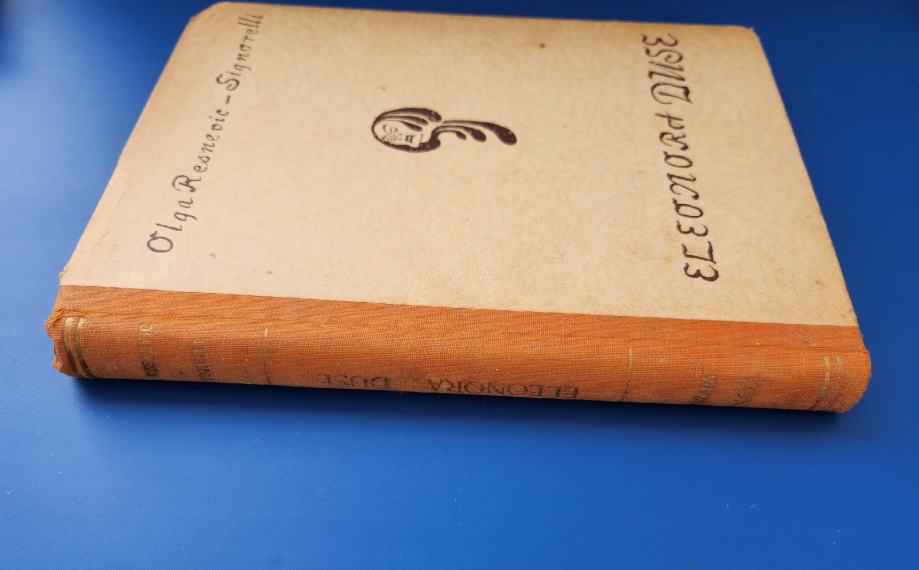 Olga Resnevic – Signorelli
ELEONORA DUSE
ELEONORA DUSE